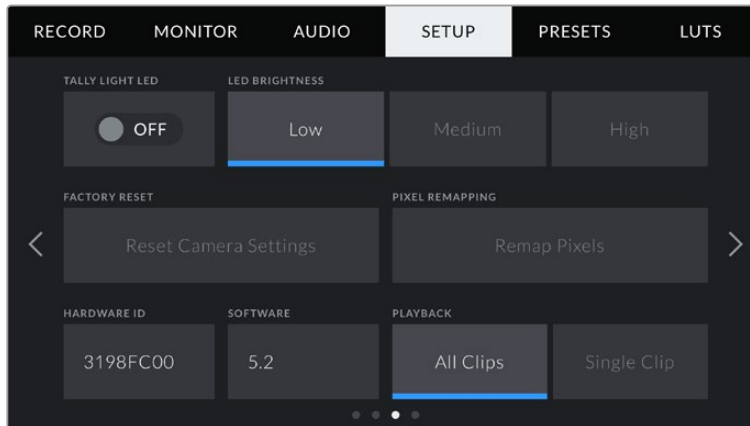 RECORD MONITOR AUDIO SETUP PRESETS LUTS
TALLY LIGHT LED LED BRIGHTNESS
OFF Low Medium High
FACTORY RESET PIXEL REMAPPING
Reset Camera Settings Remap Pixels
HARDWARE ID SOFTWARE PLAYBACK
3198FC00 5.2 All Clips Single Clip